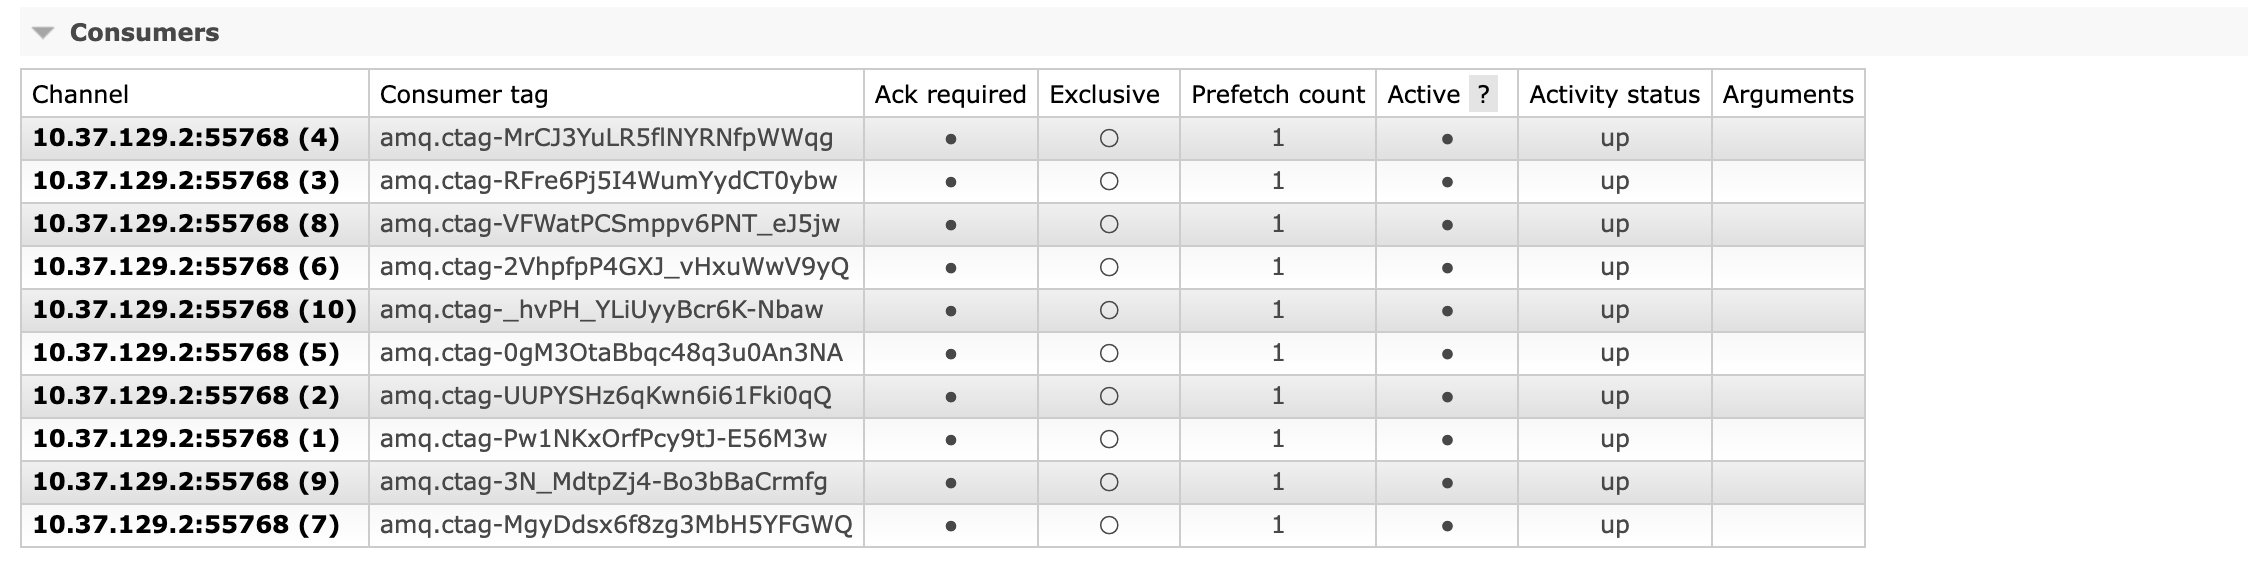 Consumers
Channel Consumer tag Ack required Exclusive Prefetch count Active ? Activity status Arguments
10.37.129.2:55768 (4) amq.ctag-MrCJ3YuLR5flNYRNfpWWqg ● ○ 1 ● up
10.37.129.2:55768 (3) amq.ctag-RFre6Pj5I4WumYydCT0ybw ● ○ 1 ● up
10.37.129.2:55768 (8) amq.ctag-VFWatPCSmppv6PNT_eJ5jw ● ○ 1 ● up
10.37.129.2:55768 (6) amq.ctag-2VhpfpP4GXJ_vHxuWwV9yQ ● ○ 1 ● up
10.37.129.2:55768 (10) amq.ctag-_hvPH_YLiUyyBcr6K-Nbaw ● ○ 1 ● up
10.37.129.2:55768 (5) amq.ctag-0gM3OtaBbqc48q3u0An3NA ● ○ 1 ● up
10.37.129.2:55768 (2) amq.ctag-UUPYSHz6qKwn6i61Fki0qQ ● ○ 1 ● up
10.37.129.2:55768 (1) amq.ctag-Pw1NKxOrfPcy9tJ-E56M3w ● ○ 1 ● up
10.37.129.2:55768 (9) amq.ctag-3N_MdtpZj4-Bo3bBaCrmfg ● ○ 1 ● up
10.37.129.2:55768 (7) amq.ctag-MgyDdsx6f8zg3MbH5YFGWQ ● ○ 1 ● up